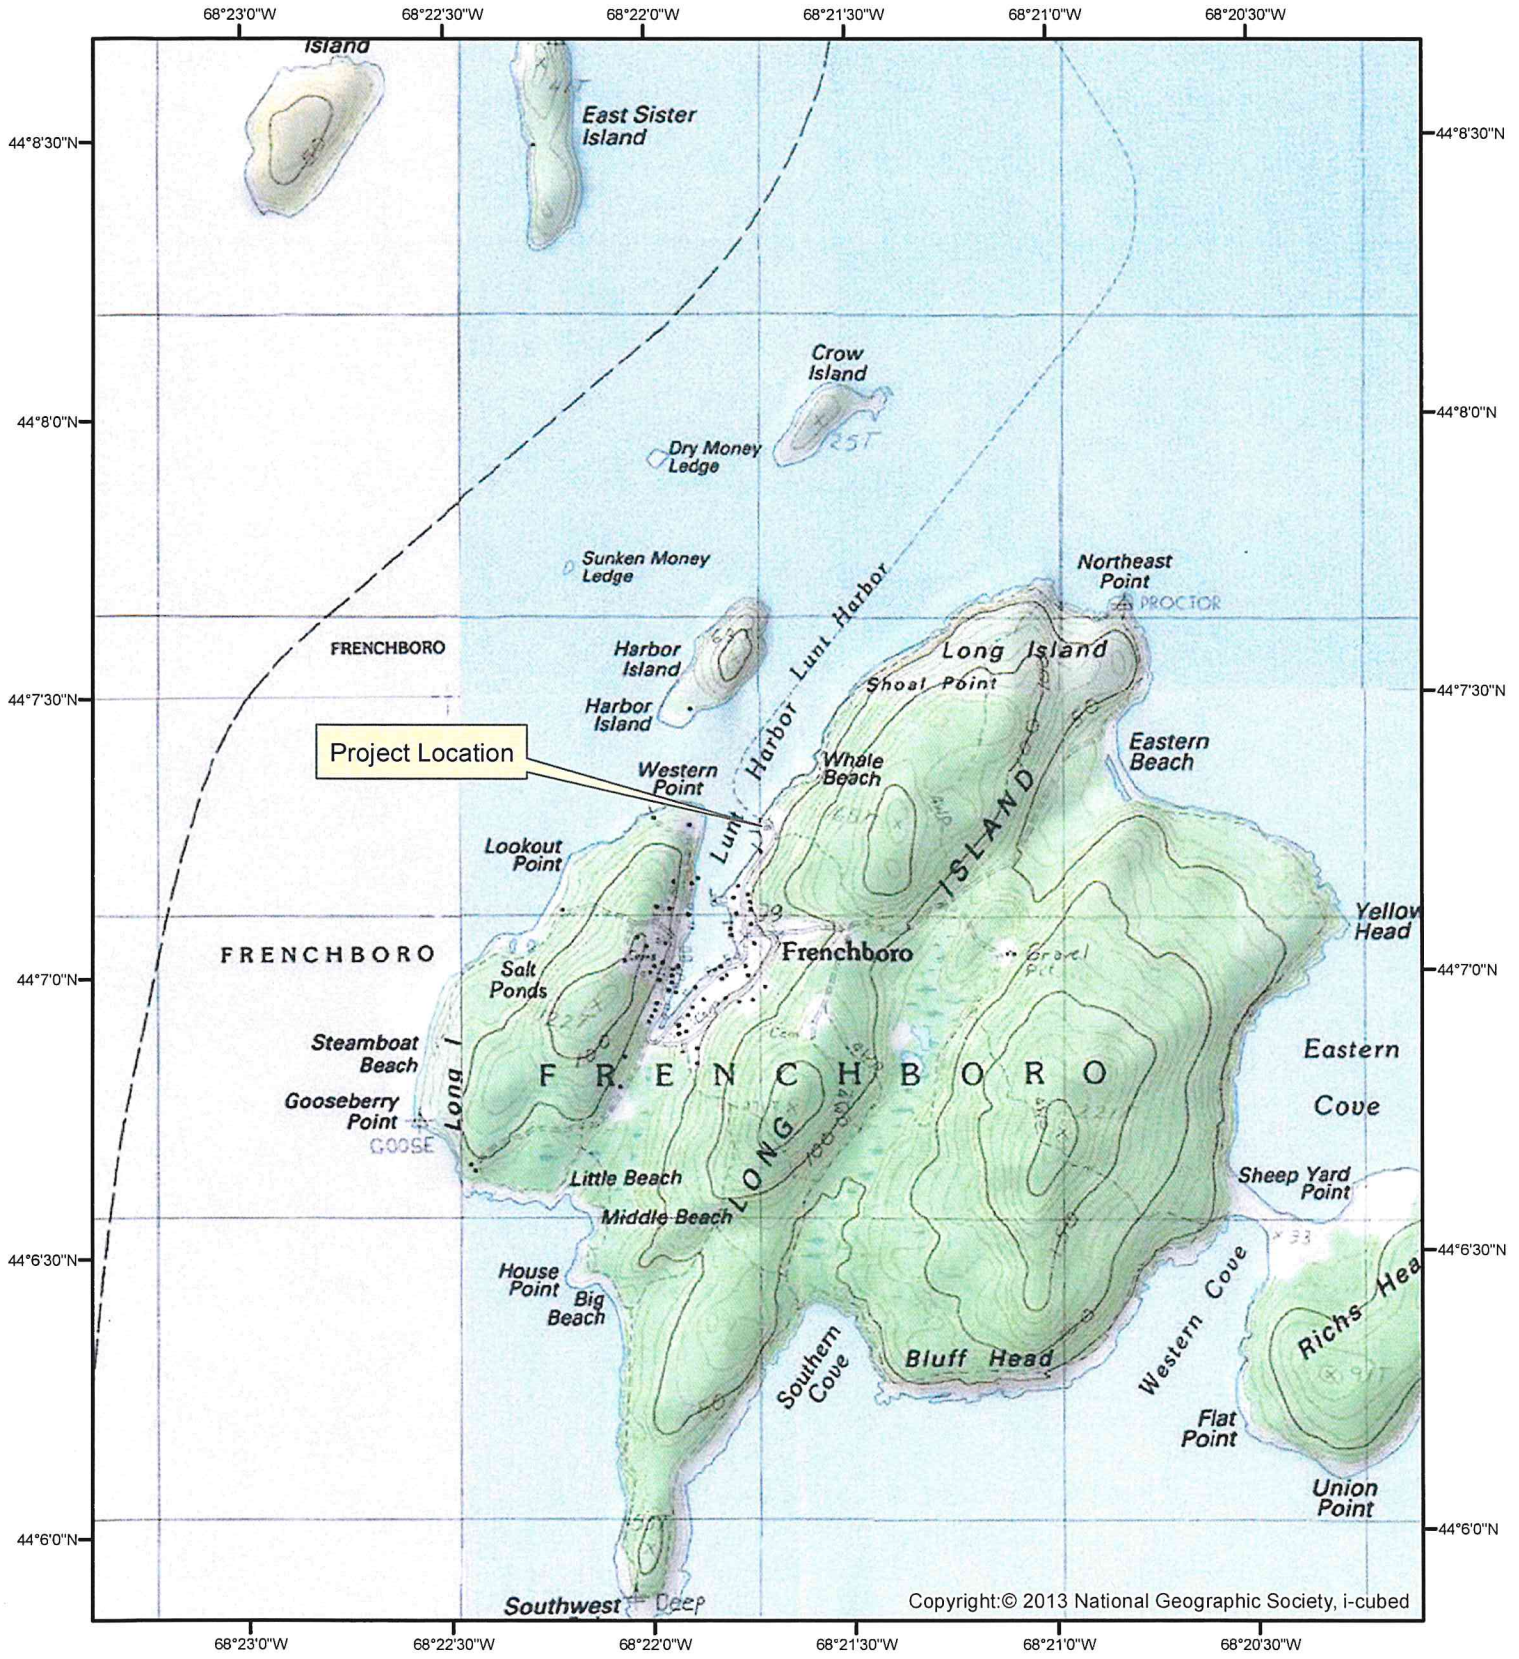 68°23'0"W
68°22'30"W
68°22'0"W
68°21'30"W
68°21'0"W
68°20'30"W
Island
44°8'30"N
44°8'30"N
East Sister
Island
Crow
Island
25T
44°8'0"N
44°8'0"N
Dry Money
Ledge
Sunken Money
Ledge
Northeast
Point
PROCTOR
FRENCHBORO
Harbor
Island
Harbor
Island
Lunt Harbor
Lunt Harbor
Long Island
Shoal Point
44°7'30"N
44°7'30"N
Project Location
Western
Point
Whale
Beach
Eastern
Beach
Lookout
Point
LONG ISLAND
Yellow
Head
FRENCHBORO
Frenchboro
Gravel
Pit
Salt
Ponds
44°7'0"N
44°7'0"N
Cem
Steamboat
Beach
Long I
FRENCHBORO
Eastern
Cove
Gooseberry
Point
GOOSE
100
Little Beach
Sheep Yard
Point
Middle Beach
33
44°6'30"N
44°6'30"N
House
Point
Big
Beach
Western Cove
Richs Hea
Southern
Cove
Bluff Head
Flat
Point
Union
Point
44°6'0"N
44°6'0"N
Southwest
Deep
Copyright:© 2013 National Geographic Society, i-cubed
68°23'0"W
68°22'30"W
68°22'0"W
68°21'30"W
68°21'0"W
68°20'30"W